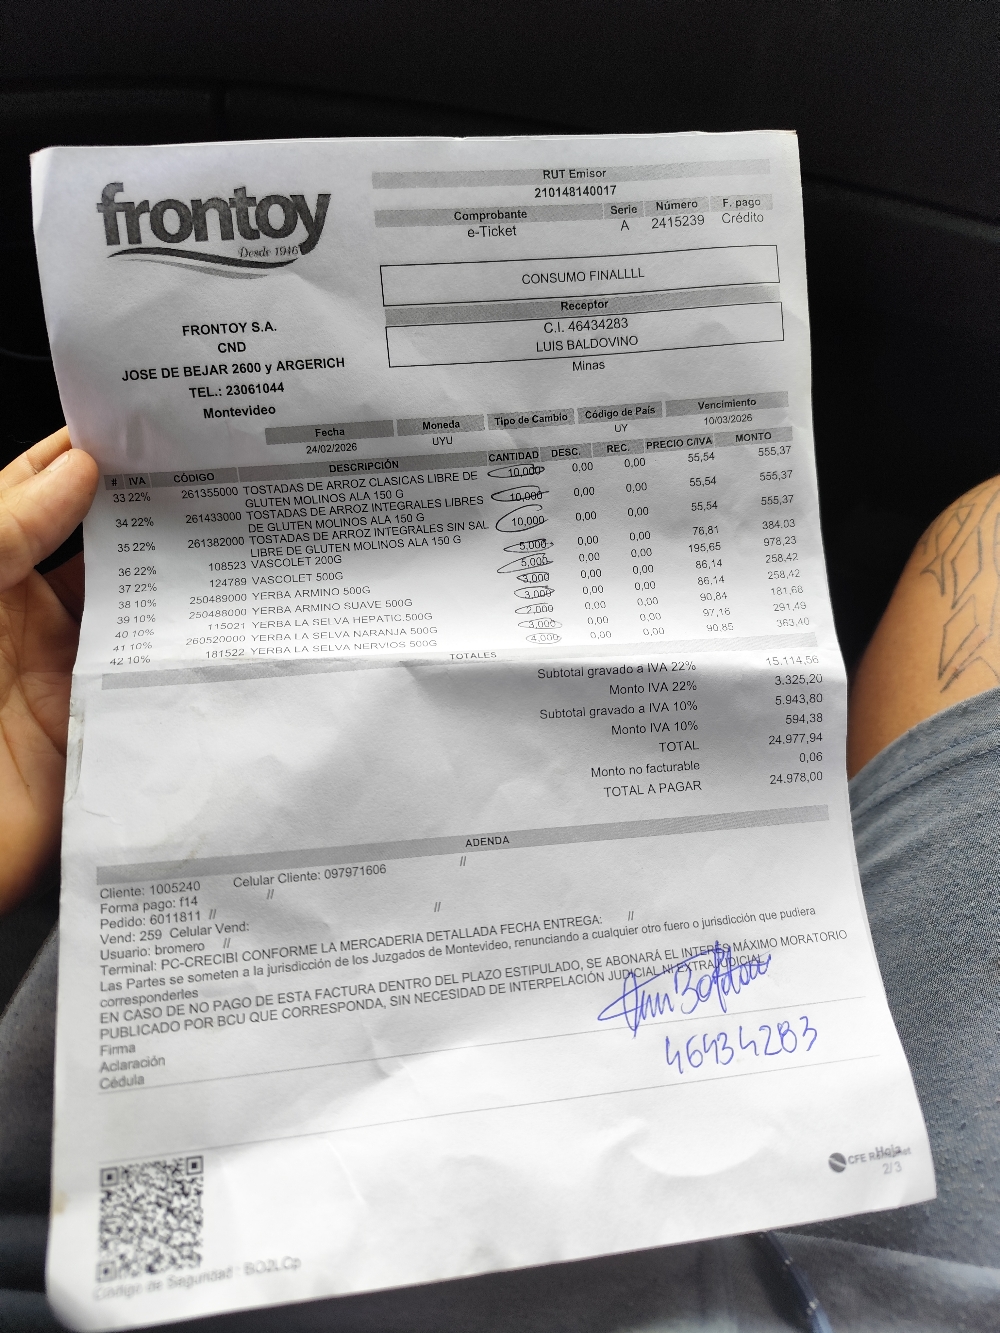 frontoy
Desde 1946
RUT Emisor
210148140017
Comprobante Serie Número F. pago
e-Ticket A 2415239 Crédito
CONSUMO FINALLLL
Receptor
C.I. 46434283
LUIS BALDOVINO
Minas
FRONTOY S.A.
CND
JOSE DE BEJAR 2600 y ARGERICH
TEL.: 23061044
Montevideo
Fecha Moneda Tipo de Cambio Código de País Vencimiento
24/02/2026 UYU UY 10/03/2026
# IVA CÓDIGO DESCRIPCIÓN CANTIDAD DESC. REC. PRECIO C/IVA MONTO
33 22% 261355000 TOSTADAS DE ARROZ CLASICAS LIBRE DE 10,000 0,00 0,00 55,54 555,37
GLUTEN MOLINOS ALA 150 G
34 22% 261433000 TOSTADAS DE ARROZ INTEGRALES LIBRES 10,000 0,00 0,00 55,54 555,37
DE GLUTEN MOLINOS ALA 150 G
35 22% 261382000 TOSTADAS DE ARROZ INTEGRALES SIN SAL 10,000 0,00 0,00 55,54 555,37
LIBRE DE GLUTEN MOLINOS ALA 150 G
36 22% 108523 VASCOLET 200G 5,000 0,00 0,00 76,81 384,03
37 22% 124789 VASCOLET 500G 5,000 0,00 0,00 195,65 978,23
38 10% 250489000 YERBA ARMINO 500G 3,000 0,00 0,00 86,14 258,42
39 10% 250488000 YERBA ARMINO SUAVE 500G 3,000 0,00 0,00 86,14 258,42
40 10% 115021 YERBA LA SELVA HEPATIC.500G 2,000 0,00 0,00 90,84 181,68
41 10% 260520000 YERBA LA SELVA NARANJA 500G 3,000 0,00 0,00 97,16 291,49
42 10% 181522 YERBA LA SELVA NERVIOS 500G 4,000 0,00 0,00 90,85 363,40
TOTALES
Subtotal gravado a IVA 22% 15.114,56
Monto IVA 22% 3.325,20
Subtotal gravado a IVA 10% 5.943,80
Monto IVA 10% 594,38
TOTAL 24.977,94
Monto no facturable 0,06
TOTAL A PAGAR 24.978,00
ADENDA
Cliente: 1005240 Celular Cliente: 097971606 //
Forma pago: f14 //
Pedido: 6011811 //
Vend: 259 Celular Vend: //
Usuario: bromero //
Terminal: PC-CRECIBI CONFORME LA MERCADERIA DETALLADA FECHA ENTREGA: //
Las Partes se someten a la jurisdicción de los Juzgados de Montevideo, renunciando a cualquier otro fuero o jurisdicción que pudiera
correspondertes
EN CASO DE NO PAGO DE ESTA FACTURA DENTRO DEL PLAZO ESTIPULADO, SE ABONARÁ EL INTERÉS MÁXIMO MORATORIO
PUBLICADO POR BCU QUE CORRESPONDA, SIN NECESIDAD DE INTERPELACIÓN JUDICIAL NI EXTRAJUDICIAL
Firma
Aclaración
Cédula
46434283
Código de Seguridad: BO2LCp
CFE
Hoja
2/3